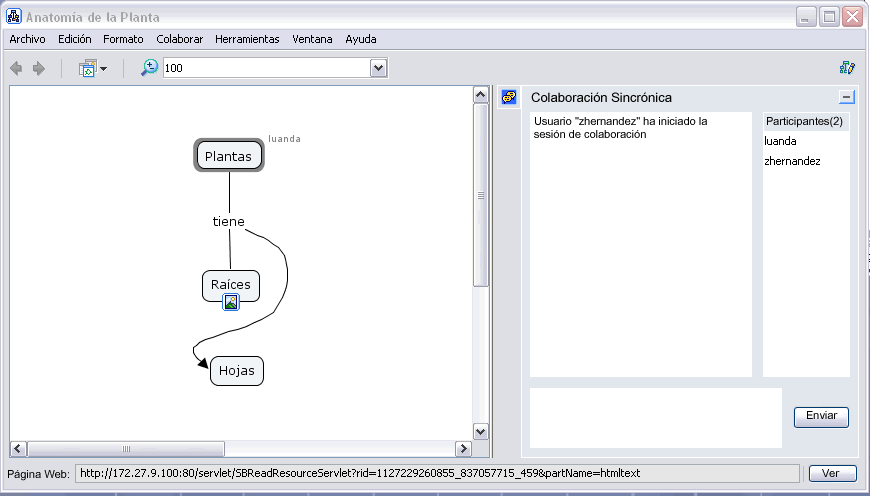 Anatomía de la Planta
Archivo Edición Formato Colaborar Herramientas Ventana Ayuda
100
luanda
Plantas
tiene
Raíces
Hojas
Colaboración Sincrónica
Usuario "zhernandez" ha iniciado la
sesión de colaboración
Participantes(2)
luanda
zhernandez
Enviar
Página Web: http://172.27.9.100:80/servlet/SBReadResourceServlet?rid=1127229260855_837057715_459&partName=htmltext Ver